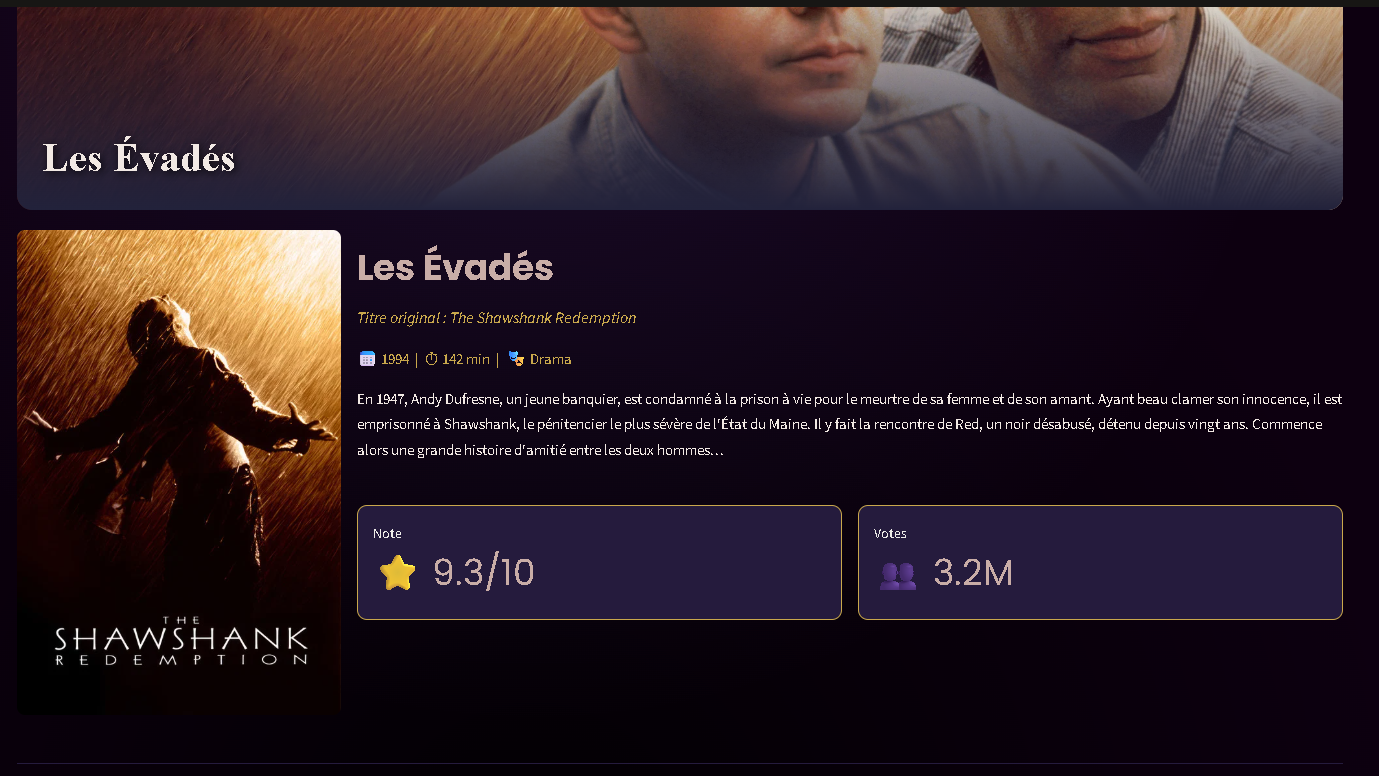 Les Évadés
Les Évadés
Titre original : The Shawshank Redemption
1994 | 142 min | Drama
En 1947, Andy Dufresne, un jeune banquier, est condamné à la prison à vie pour le meurtre de sa femme et de son amant. Ayant beau clamer son innocence, il est
emprisonné à Shawshank, le pénitencier le plus sévère de l'État du Maine. Il y fait la rencontre de Red, un noir désabusé, détenu depuis vingt ans. Commence
alors une grande histoire d'amitié entre les deux hommes…
Note
9.3/10
Votes
3.2M
THE
SHAWSHANK
REDEMPTION